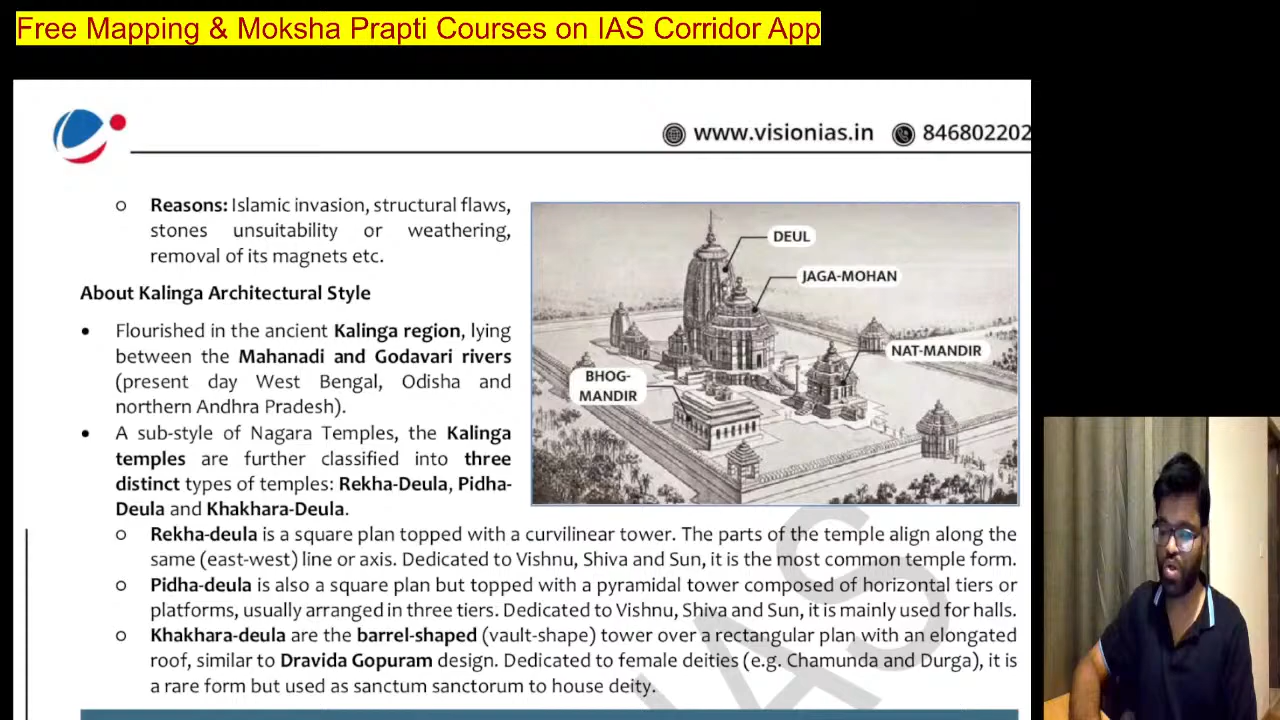 Free Mapping & Moksha Prapti Courses on IAS Corridor App
www.visionias.in 846802202
Reasons: Islamic invasion, structural flaws,
stones unsuitability or weathering,
removal of its magnets etc.
About Kalinga Architectural Style
Flourished in the ancient Kalinga region, lying
between the Mahanadi and Godavari rivers
(present day West Bengal, Odisha and
northern Andhra Pradesh).
A sub-style of Nagara Temples, the Kalinga
temples are further classified into three
distinct types of temples: Rekha-Deula, Pidha-
Deula and Khakhara-Deula.
DEUL
JAGA-MOHAN
NAT-MANDIR
BHOG-
MANDIR
Rekha-deula is a square plan topped with a curvilinear tower. The parts of the temple align along the
same (east-west) line or axis. Dedicated to Vishnu, Shiva and Sun, it is the most common temple form.
Pidha-deula is also a square plan but topped with a pyramidal tower composed of horizontal tiers or
platforms, usually arranged in three tiers. Dedicated to Vishnu, Shiva and Sun, it is mainly used for halls.
Khakhara-deula are the barrel-shaped (vault-shape) tower over a rectangular plan with an elongated
roof, similar to Dravida Gopuram design. Dedicated to female deities (e.g. Chamunda and Durga), it is
a rare form but used as sanctum sanctorum to house deity.
IAS